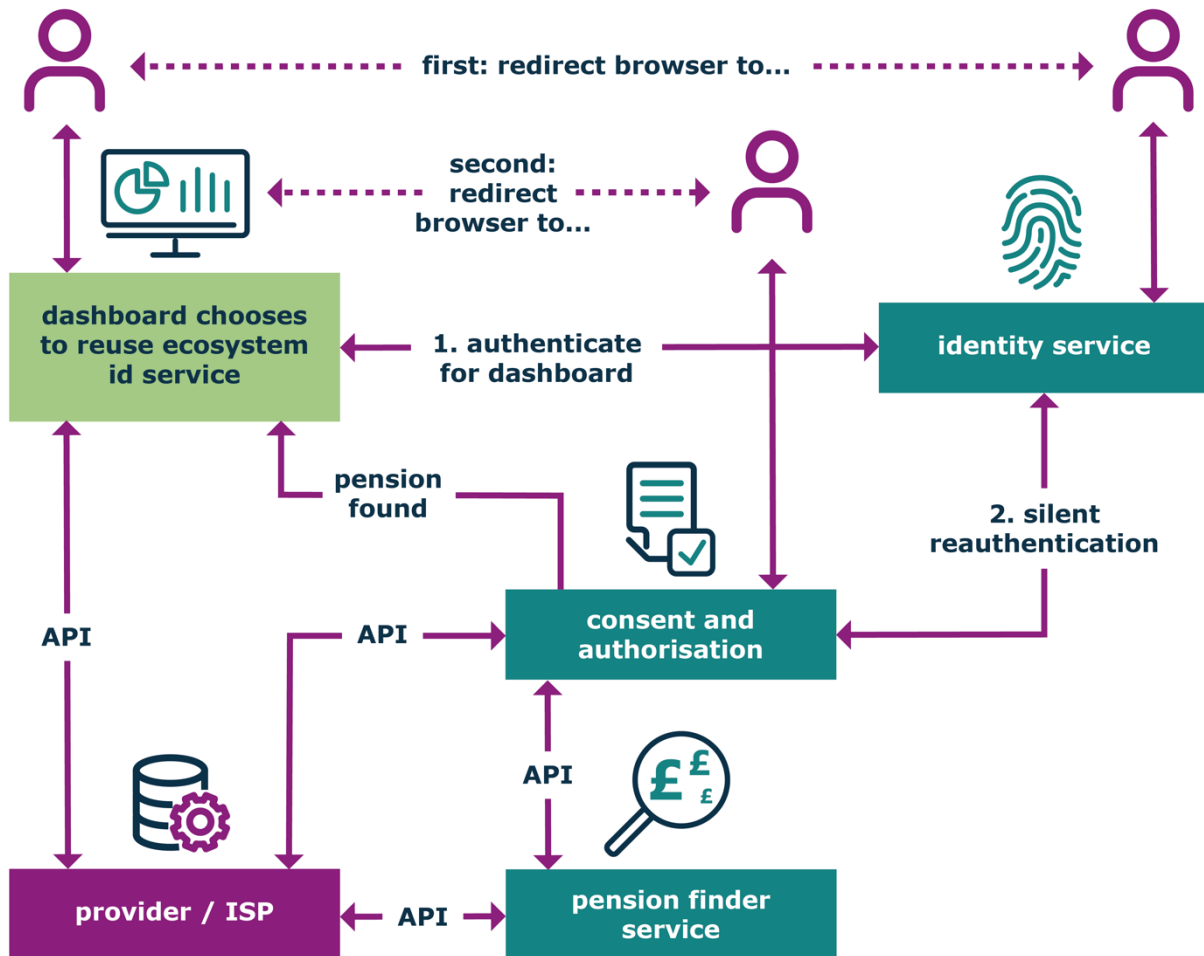 first: redirect browser to...
second:
redirect
browser to...
dashboard chooses
to reuse ecosystem
id service
1. authenticate
for dashboard
identity service
pension
found
2. silent
reauthentication
API
API
consent and
authorisation
API
£ £ £
provider / ISP
API
pension finder
service